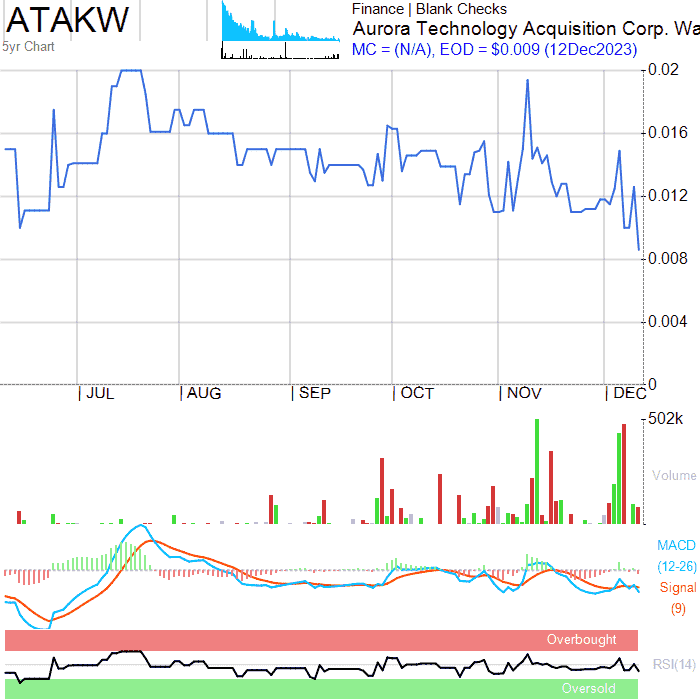 ATAKW
5yr Chart
Finance | Blank Checks
Aurora Technology Acquisition Corp. Wa
MC = (N/A), EOD = $0.009 (12Dec2023)
0.02
0.016
0.012
0.008
0.004
0
| JUL | AUG | SEP | OCT | NOV | DEC
502k
Volume
MACD
(12-26)
Signal
(9)
Overbought
RSI(14)
Oversold